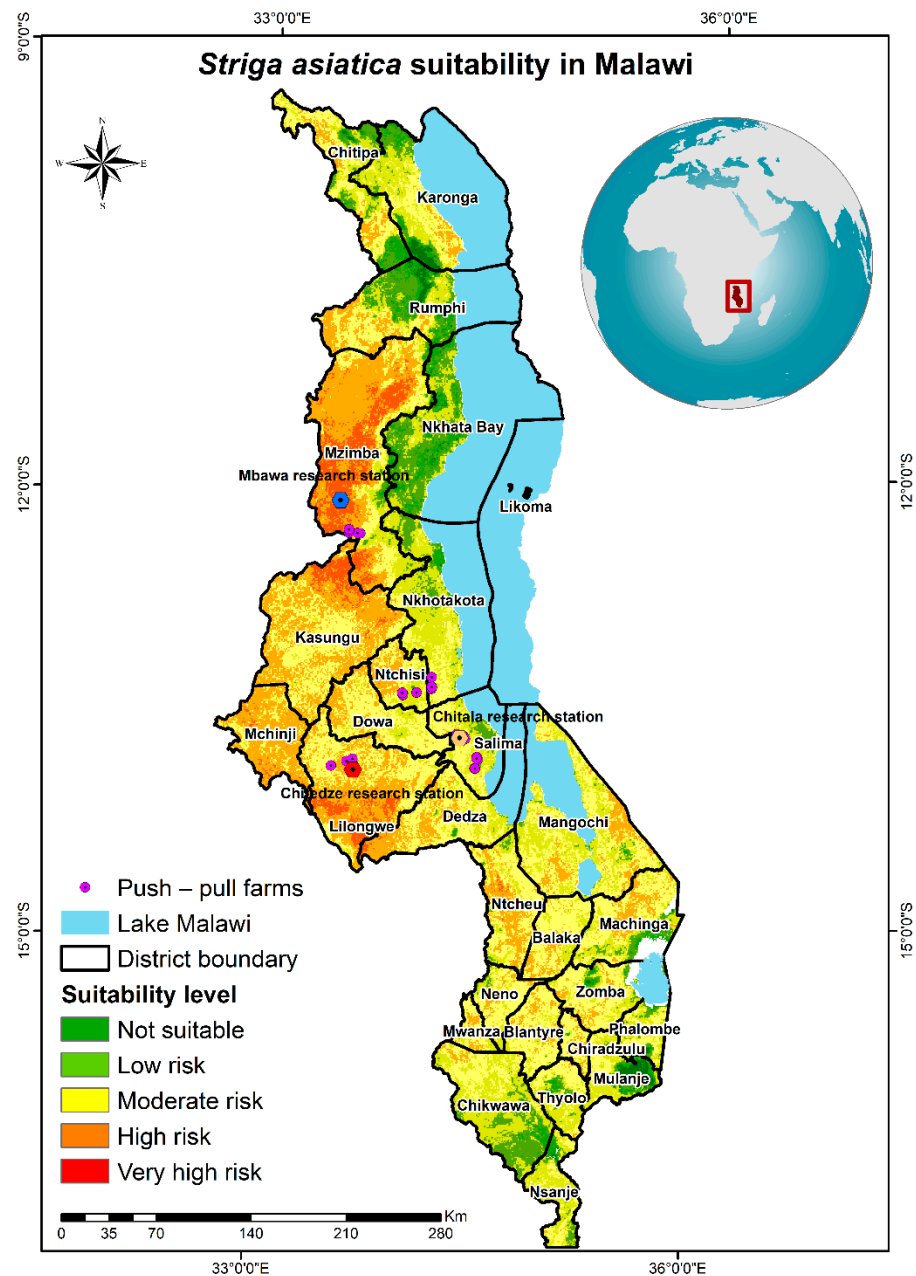 33°0'0"E
36°0'0"E
9°0'0"S
Striga asiatica suitability in Malawi
N
W
E
S
Chitipa
Karonga
Rumphi
Nkhata Bay
Mzimba
Mbawa research station
12°0'0"S
12°0'0"S
Likoma
Nkhotakota
Kasungu
Ntchisi
Chitala research station
Mchinji
Dowa
Salima
Chitedze research station
Lilongwe
Dedza
Mangochi
Push – pull farms
Lake Malawi
District boundary
Suitability level
Not suitable
Low risk
Moderate risk
High risk
Very high risk
Ntcheu
Balaka
Machinga
15°0'0"S
15°0'0"S
Neno
Zomba
Mwanza
Blantyre
Phalombe
Chiradzulu
Mulanje
Chikwawa
Thyolo
Nsanje
Km
0 35 70 140 210 280
33°0'0"E
36°0'0"E